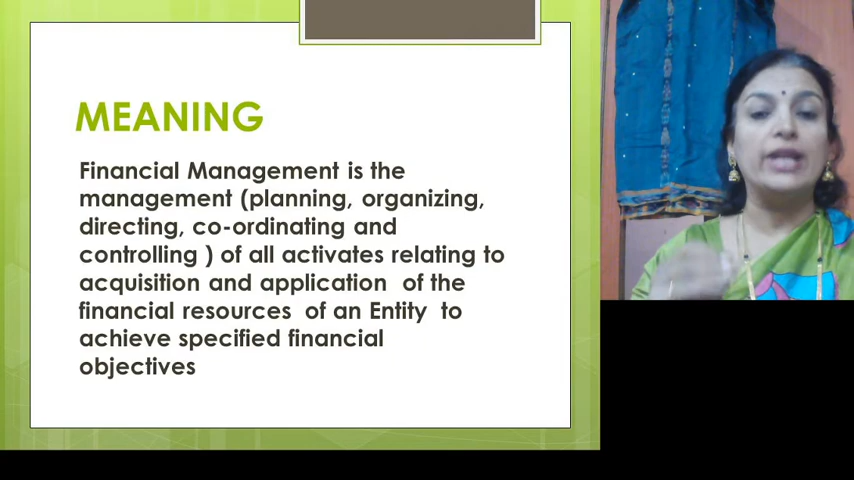 MEANING
Financial Management is the
management (planning, organizing,
directing, co-ordinating and
controlling ) of all activates relating to
acquisition and application of the
financial resources of an Entity to
achieve specified financial
objectives